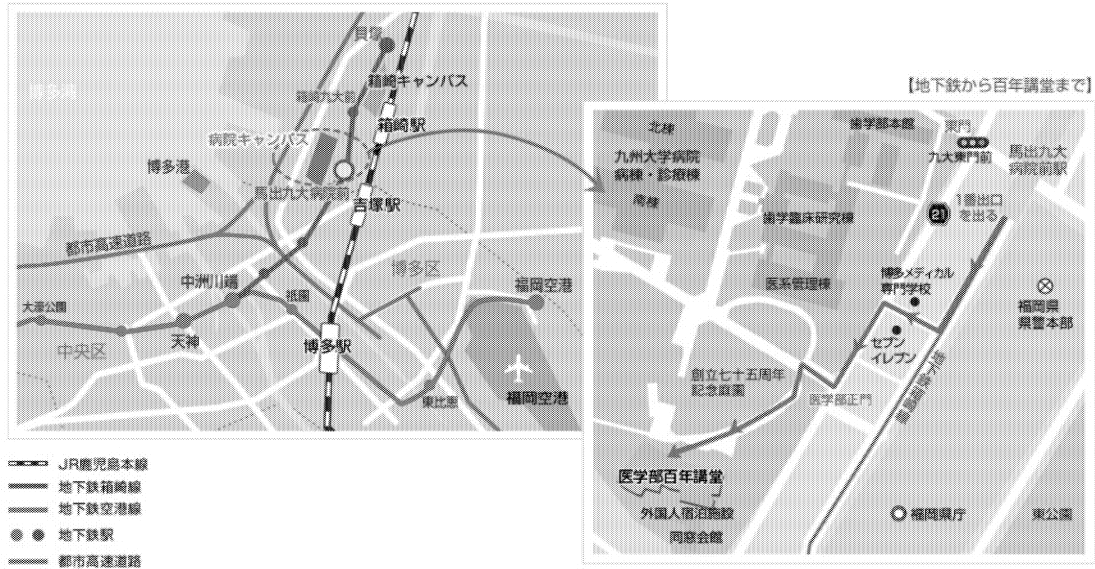 貝塚
箱崎キャンパス
箱崎九大前
箱崎駅
病院キャンパス
博多港
馬出九大病院前
吉塚駅
都市高速道路
中洲川端
博多区
祇園
福岡空港
大濠公園
天神
中央区
博多駅
東比恵
福岡空港
JR鹿児島本線
地下鉄箱崎線
地下鉄空港線
地下鉄駅
都市高速道路
【地下鉄から百年講堂まで】
北棟
九州大学病院
病棟・診療棟
南棟
歯学部本館
東門
九大東門前
馬出九大
病院前駅
21
1番出口
を出る
歯学臨床研究棟
医系管理棟
博多メディカル
専門学校
福岡県
県警本部
セブン
イレブン
創立七十五周年
記念庭園
医学部正門
医学部百年講堂
外国人宿泊施設
同窓会館
福岡県庁
東公園